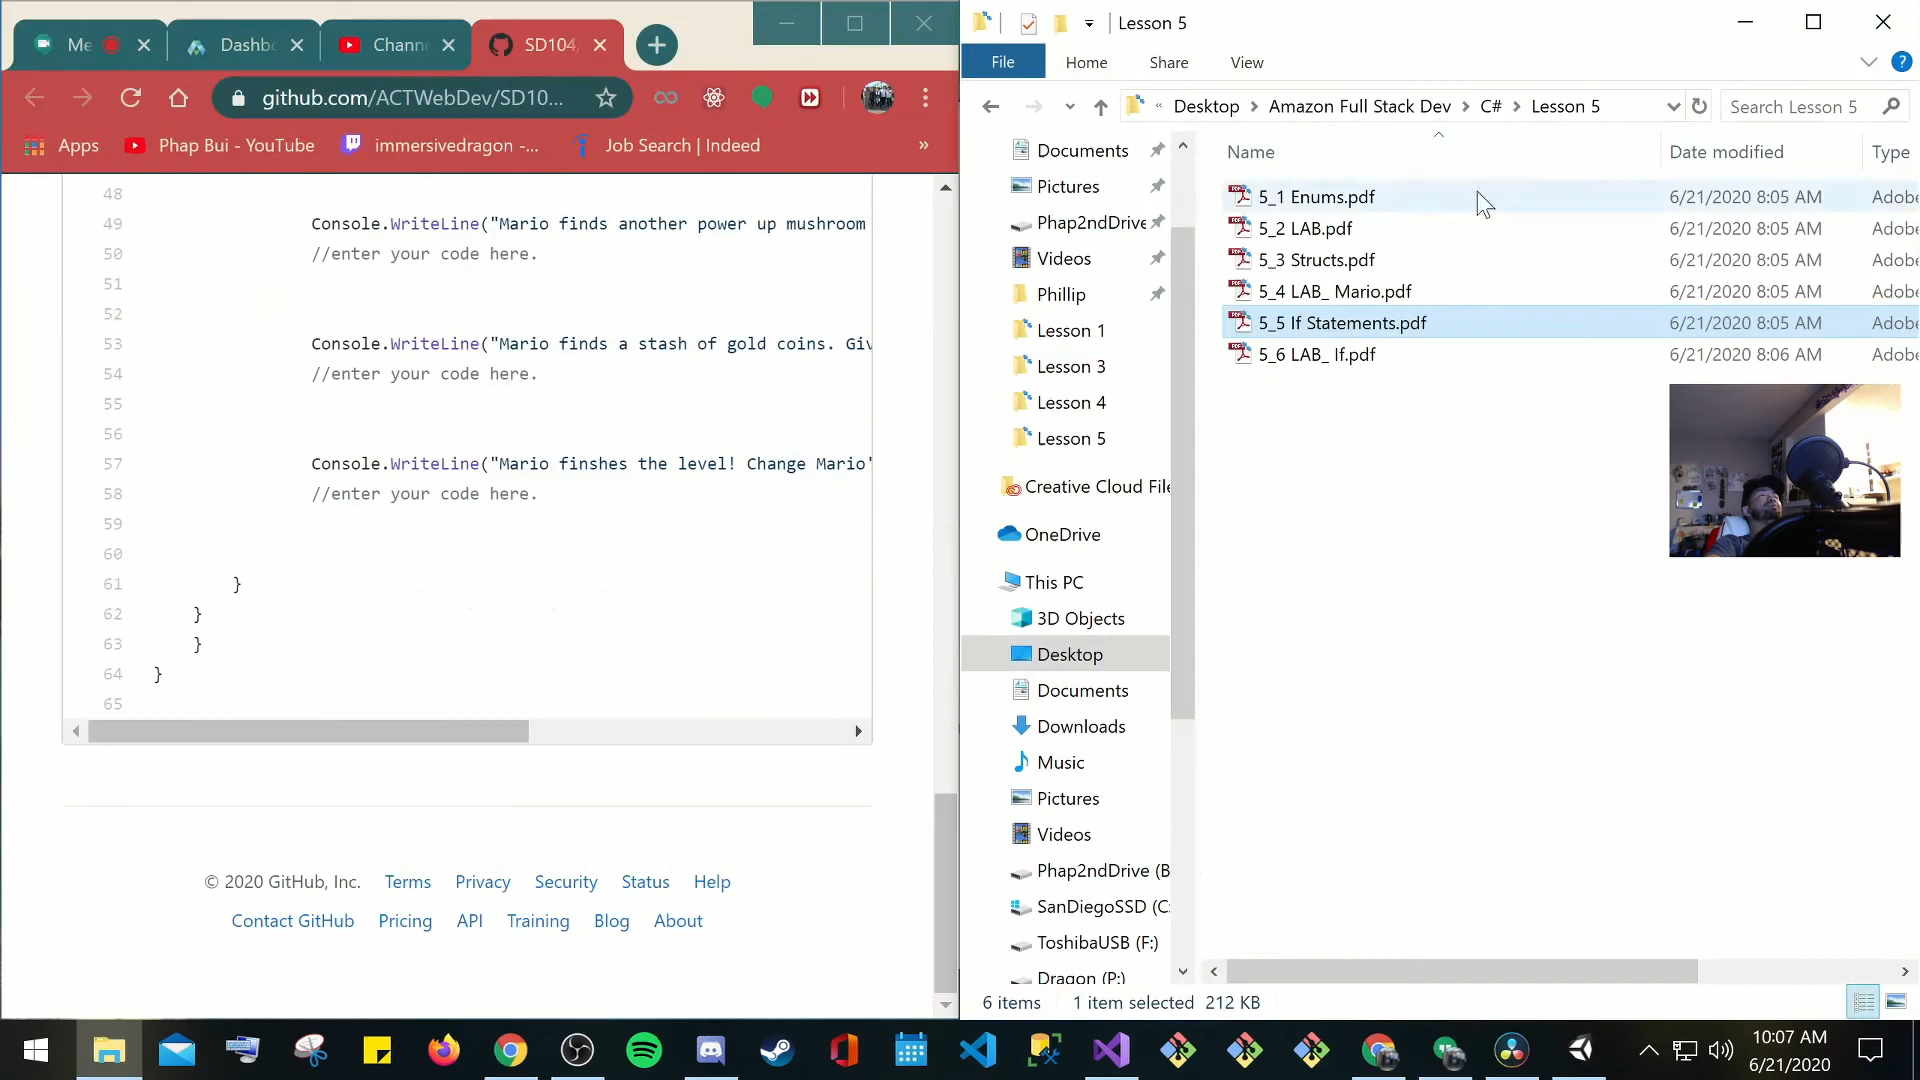 Me
Dashb
Chann
SD104
github.com/ACTWebDev/SD10...
Apps
Phap Bui - YouTube
immersivedragon -...
Job Search | Indeed
»
48
49 Console.WriteLine("Mario finds another power up mushroom
50 //enter your code here.
51
52
53 Console.WriteLine("Mario finds a stash of gold coins. Giv
54 //enter your code here.
55
56
57 Console.WriteLine("Mario finshes the level! Change Mario'
58 //enter your code here.
59
60
61 }
62 }
63 }
64 }
65
© 2020 GitHub, Inc. Terms Privacy Security Status Help
Contact GitHub Pricing API Training Blog About
Lesson 5
File Home Share View
« Desktop > Amazon Full Stack Dev > C# > Lesson 5
Search Lesson 5
Documents
Pictures
Phap2ndDrive
Videos
Phillip
Lesson 1
Lesson 3
Lesson 4
Lesson 5
Creative Cloud File
OneDrive
This PC
3D Objects
Desktop
Documents
Downloads
Music
Pictures
Videos
Phap2ndDrive (B
SanDiegoSSD (C:
ToshibaUSB (F:)
Dragon (P:)
Name Date modified Type
5_1 Enums.pdf 6/21/2020 8:05 AM Adobe
5_2 LAB.pdf 6/21/2020 8:05 AM Adobe
5_3 Structs.pdf 6/21/2020 8:05 AM Adobe
5_4 LAB_ Mario.pdf 6/21/2020 8:05 AM Adobe
5_5 If Statements.pdf 6/21/2020 8:05 AM Adobe
5_6 LAB_ If.pdf 6/21/2020 8:06 AM Adobe
6 items 1 item selected 212 KB
10:07 AM
6/21/2020